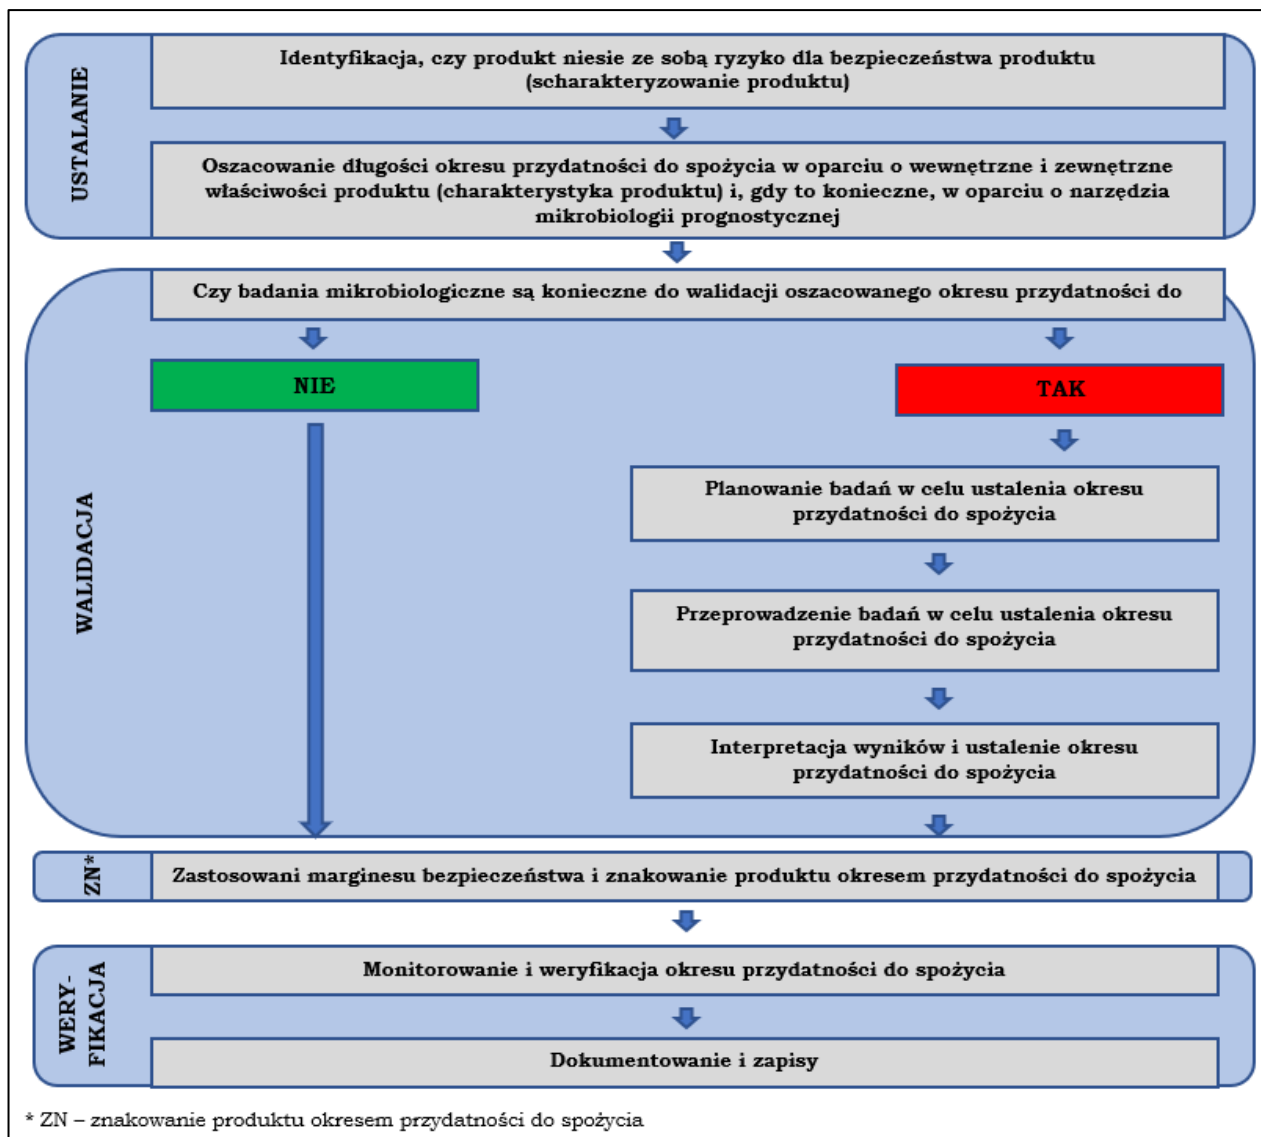 USTALANIE
Identyfikacja, czy produkt niesie ze sobą ryzyko dla bezpieczeństwa produktu
(scharakteryzowanie produktu)
Oszacowanie długości okresu przydatności do spożycia w oparciu o wewnętrzne i zewnętrzne
właściwości produktu (charakterystyka produktu) i, gdy to konieczne, w oparciu o narzędzia
mikrobiologii prognostycznej
WALIDACJA
Czy badania mikrobiologiczne są konieczne do walidacji oszacowanego okresu przydatności do
NIE
TAK
Planowanie badań w celu ustalenia okresu
przydatności do spożycia
Przeprowadzenie badań w celu ustalenia okresu
przydatności do spożycia
Interpretacja wyników i ustalenie okresu
przydatności do spożycia
ZN*
Zastosowani marginesu bezpieczeństwa i znakowanie produktu okresem przydatności do spożycia
WERY-
FIKACJA
Monitorowanie i weryfikacja okresu przydatności do spożycia
Dokumentowanie i zapisy
* ZN – znakowanie produktu okresem przydatności do spożycia